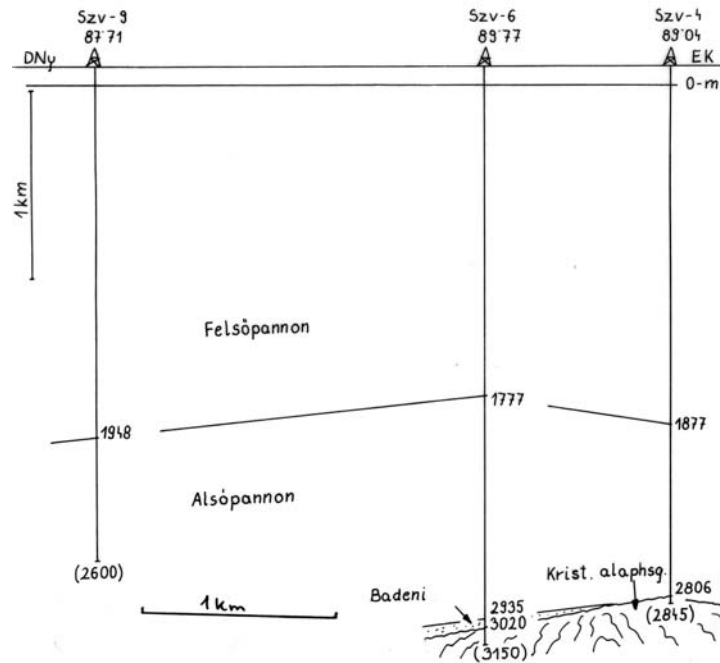 Szv-9
87˙71
Szv-6
89˙77
Szv-4
89˙04
DNy
EK
0-m
1km
Felsőpannon
1777
1948
1877
Alsópannon
(2600)
Krist. alaphsg.
2806
Badeni
1km
2935
(2845)
3020
(3150)